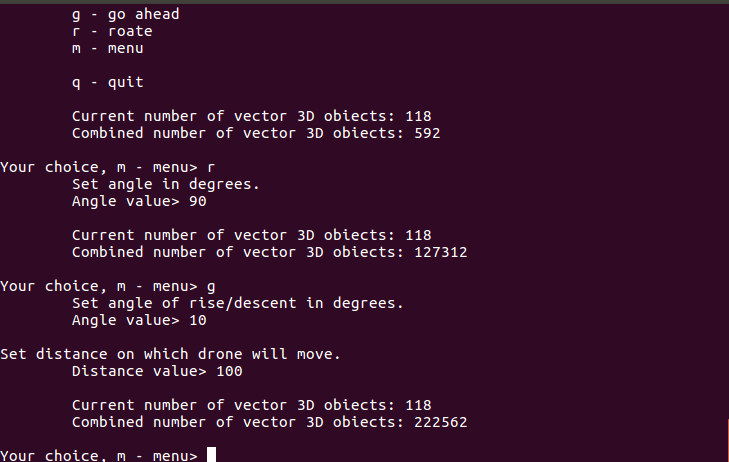 g - go ahead
r - roate
m - menu
q - quit
Current number of vector 3D obiects: 118
Combined number of vector 3D obiects: 592
Your choice, m - menu> r
Set angle in degrees.
Angle value> 90
Current number of vector 3D obiects: 118
Combined number of vector 3D obiects: 127312
Your choice, m - menu> g
Set angle of rise/descent in degrees.
Angle value> 10
Set distance on which drone will move.
Distance value> 100
Current number of vector 3D obiects: 118
Combined number of vector 3D obiects: 222562
Your choice, m - menu>